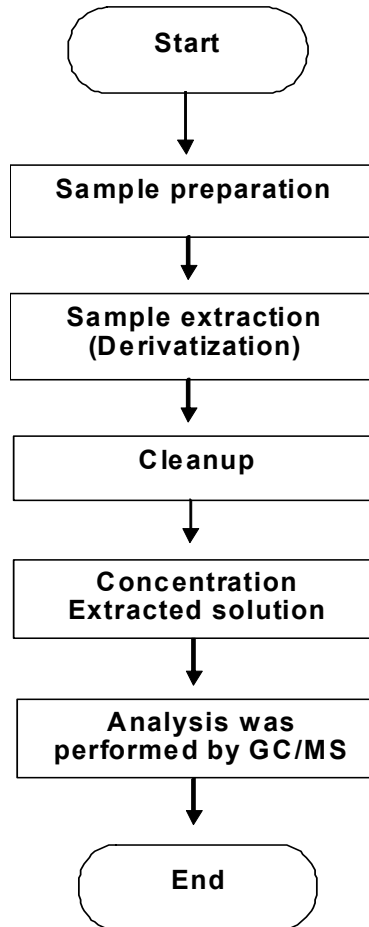 Start
Sample preparation
Sample extraction
(Derivatization)
Cleanup
Concentration
Extracted solution
Analysis was
performed by GC/MS
End